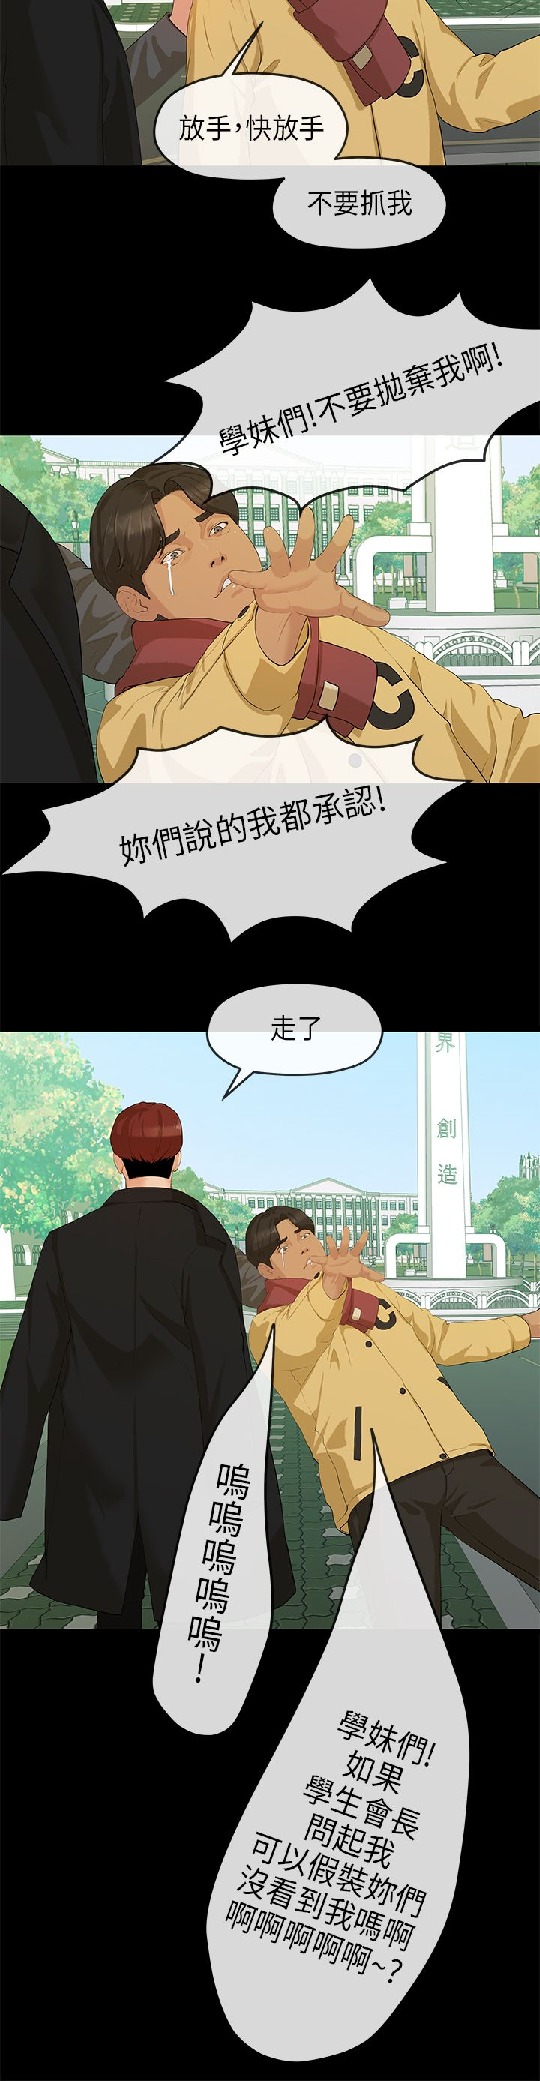 放手，快放手
不要抓我
學妹們!不要拋棄我啊!
妳們說的我都承認!
走了
界
創
造
嗚嗚嗚嗚嗚!
學妹們!
如果
學生會長
問起我
可以假裝妳們
沒看到我嗎啊
啊啊啊啊啊~?